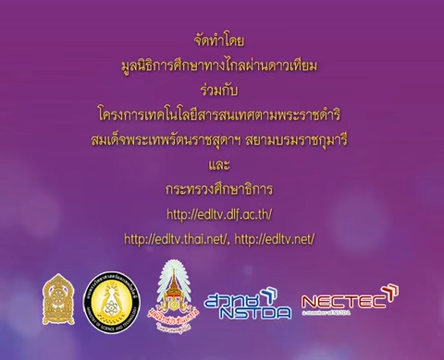 จัดทำโดย
มูลนิธิการศึกษาทางไกลผ่านดาวเทียม
ร่วมกับ
โครงการเทคโนโลยีสารสนเทศตามพระราชดำริ
สมเด็จพระเทพรัตนราชสุดาฯ สยามบรมราชกุมารี
และ
กระทรวงศึกษาธิการ
http://edltv.dlf.ac.th/
http://edltv.thai.net/, http://edltv.net/
สวทช NSTDA
NECTEC
a member of NSTDA